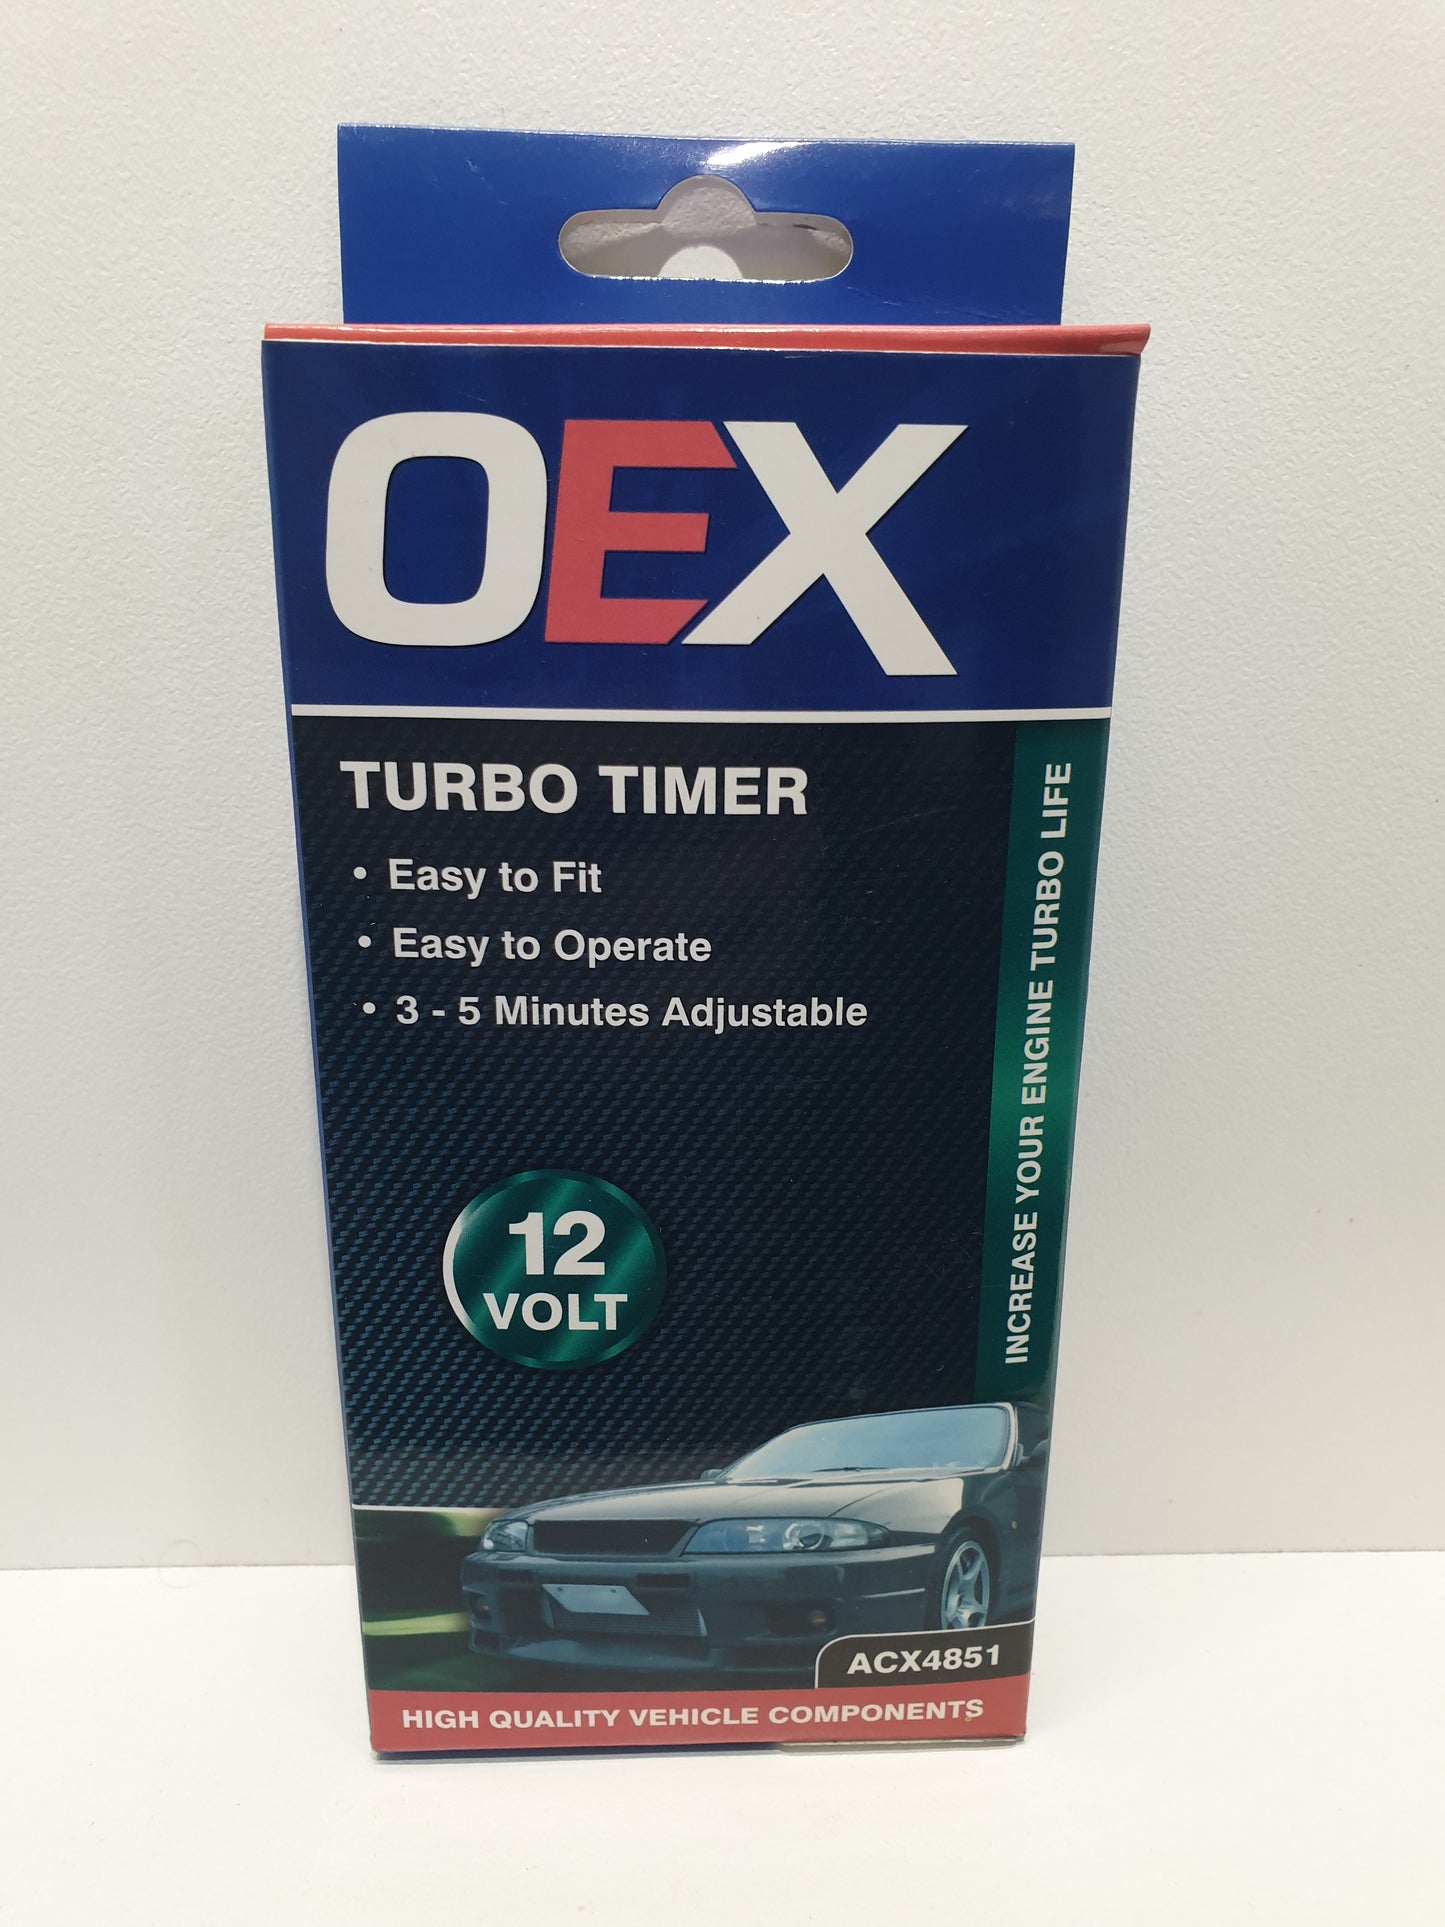 OEX
TURBO TIMER
• Easy to Fit
• Easy to Operate
• 3 - 5 Minutes Adjustable
INCREASE YOUR ENGINE TURBO LIFE
12
VOLT
ACX4851
HIGH QUALITY VEHICLE COMPONENTS